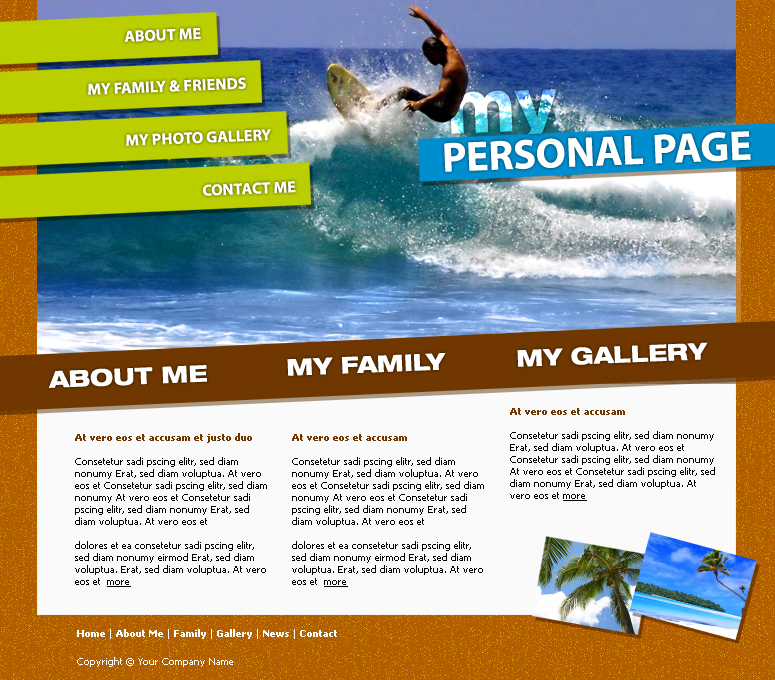 ABOUT ME
MY FAMILY & FRIENDS
MY PHOTO GALLERY
CONTACT ME
my
PERSONAL PAGE
ABOUT ME
MY FAMILY
MY GALLERY
At vero eos et accusam et justo duo
Consetetur sadi pscing elitr, sed diam
nonumy Erat, sed diam voluptua. At vero
eos et Consetetur sadi pscing elitr, sed diam
nonumy At vero eos et Consetetur sadi
pscing elitr, sed diam nonumy Erat, sed
diam voluptua. At vero eos et
dolores et ea consetetur sadi pscing elitr,
sed diam nonumy eirmod Erat, sed diam
voluptua. Erat, sed diam voluptua. At vero
eos et more
At vero eos et accusam
Consetetur sadi pscing elitr, sed diam
nonumy Erat, sed diam voluptua. At vero
eos et Consetetur sadi pscing elitr, sed diam
nonumy At vero eos et Consetetur sadi
pscing elitr, sed diam nonumy Erat, sed
diam voluptua. At vero eos et
dolores et ea consetetur sadi pscing elitr,
sed diam nonumy eirmod Erat, sed diam
voluptua. Erat, sed diam voluptua. At vero
eos et more
At vero eos et accusam
Consetetur sadi pscing elitr, sed diam nonumy
Erat, sed diam voluptua. At vero eos et
Consetetur sadi pscing elitr, sed diam nonumy
At vero eos et Consetetur sadi pscing elitr, sed
diam nonumy Erat, sed diam voluptua. At
vero eos et more
Home | About Me | Family | Gallery | News | Contact
Copyright © Your Company Name